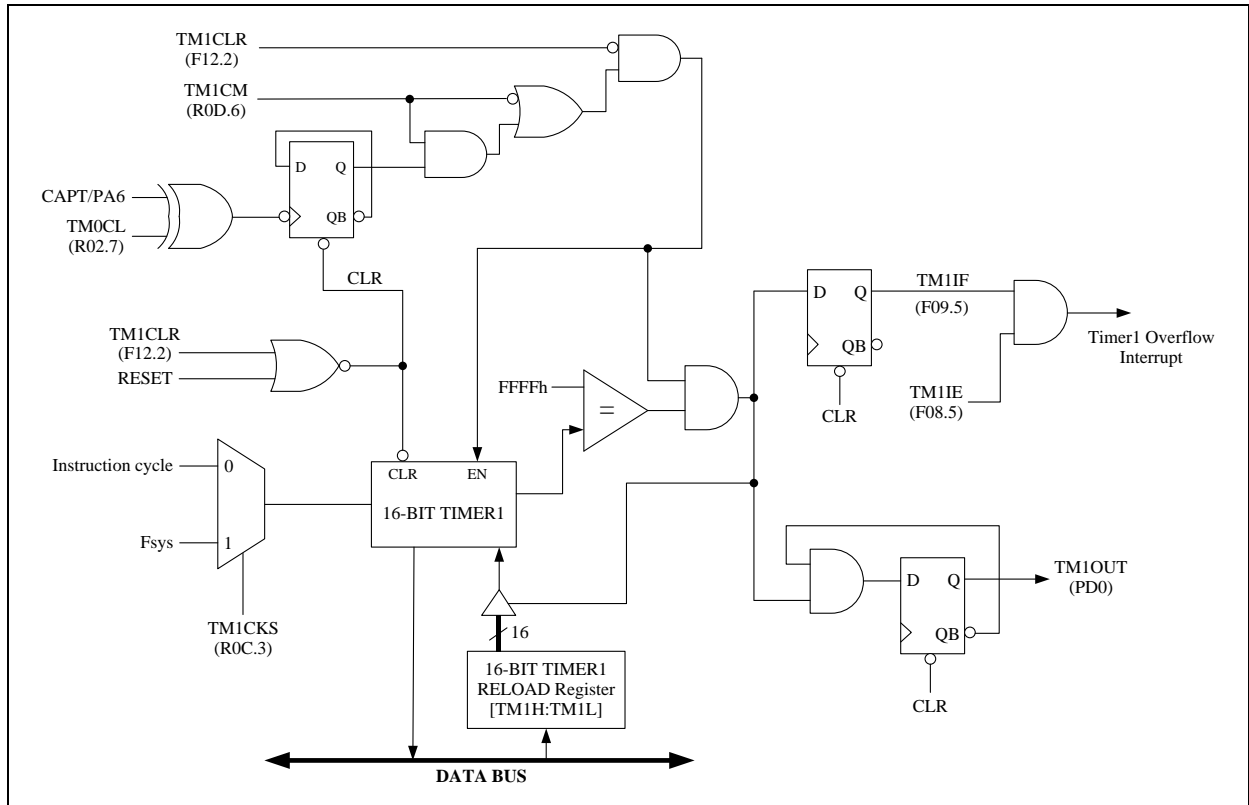 TM1CLR
(F12.2)
TM1CM
(R0D.6)
D
Q
QB
CAPT/PA6
TM0CL
(R02.7)
CLR
TM1CLR
(F12.2)
RESET
D
Q
QB
CLR
TM1IF
(F09.5)
Timer1 Overflow
Interrupt
TM1IE
(F08.5)
FFFFh
=
Instruction cycle
0
Fsys
1
TM1CKS
(R0C.3)
CLR
EN
16-BIT TIMER1
16
16-BIT TIMER1
RELOAD Register
[TM1H:TM1L]
D
Q
QB
CLR
TM1OUT
(PD0)
DATA BUS